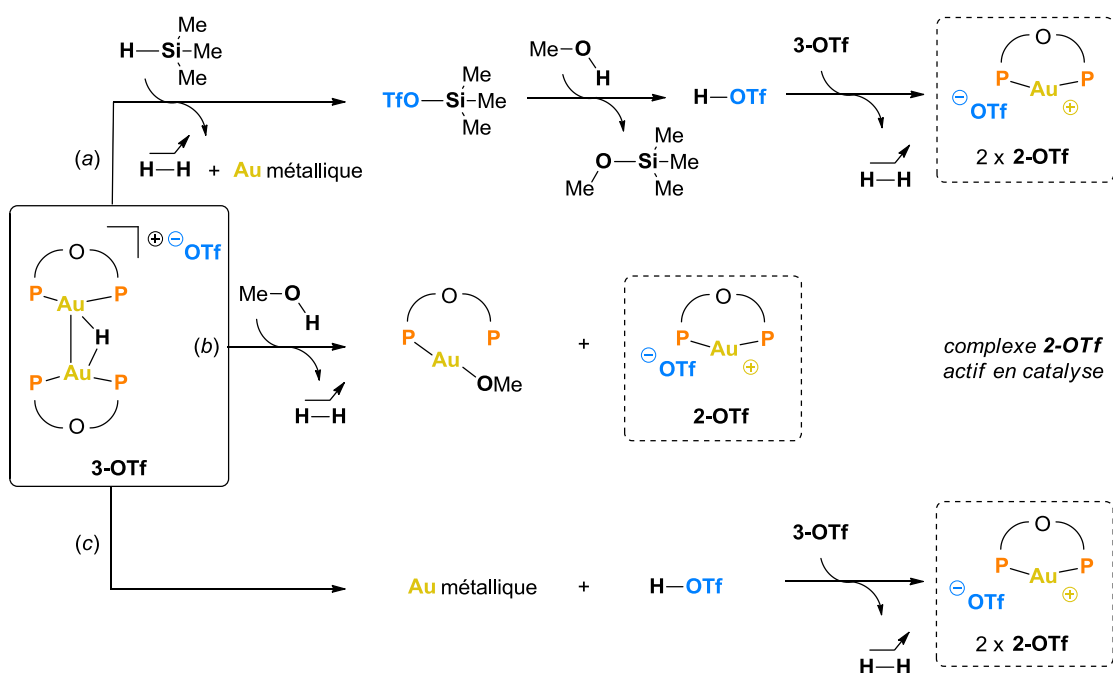 H Si Me Me Me
Me O H
3-OTf
TfO Si Me Me Me
H OTf
⊖OTf P O P Au ⊕
(a)
H–H + Au métallique
O Si Me Me Me Me
H–H
2 x 2-OTf
⊕ ⊖OTf
O
P Au P
H
P Au P
O
3-OTf
Me O H
(b)
H–H
O
P P
Au
OMe
+
O
P P
Au
⊖OTf ⊕
2-OTf
complexe 2-OTf
actif en catalyse
(c)
Au métallique + H–OTf
3-OTf
H–H
O
P P
Au
⊖OTf ⊕
2 x 2-OTf